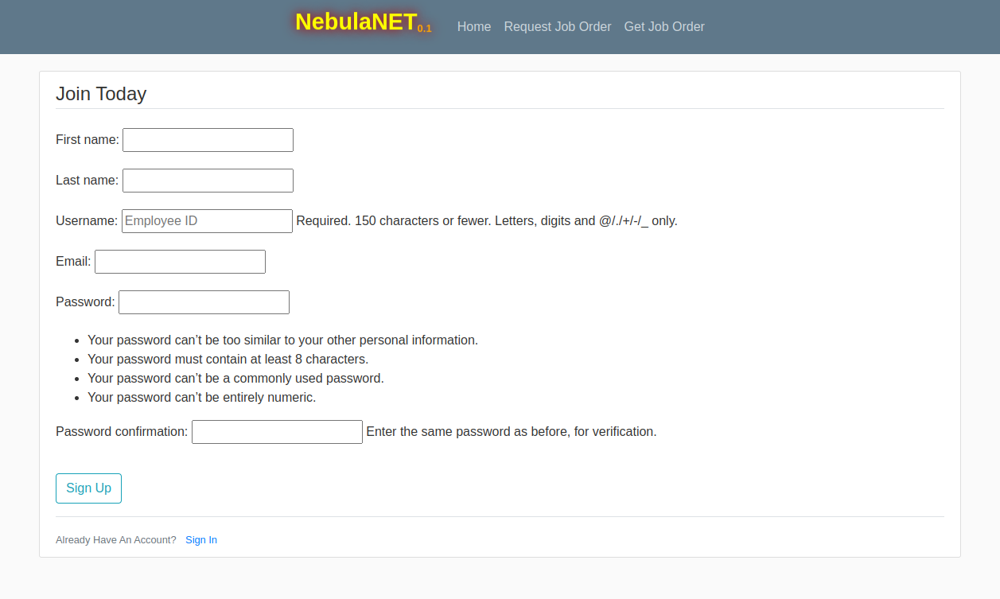 NebulaNET0.1 Home Request Job Order Get Job Order
Join Today
First name:
Last name:
Username: Employee ID Required. 150 characters or fewer. Letters, digits and @/./+/-/_ only.
Email:
Password:
• Your password can’t be too similar to your other personal information.
• Your password must contain at least 8 characters.
• Your password can’t be a commonly used password.
• Your password can’t be entirely numeric.
Password confirmation: Enter the same password as before, for verification.
Sign Up
Already Have An Account? Sign In